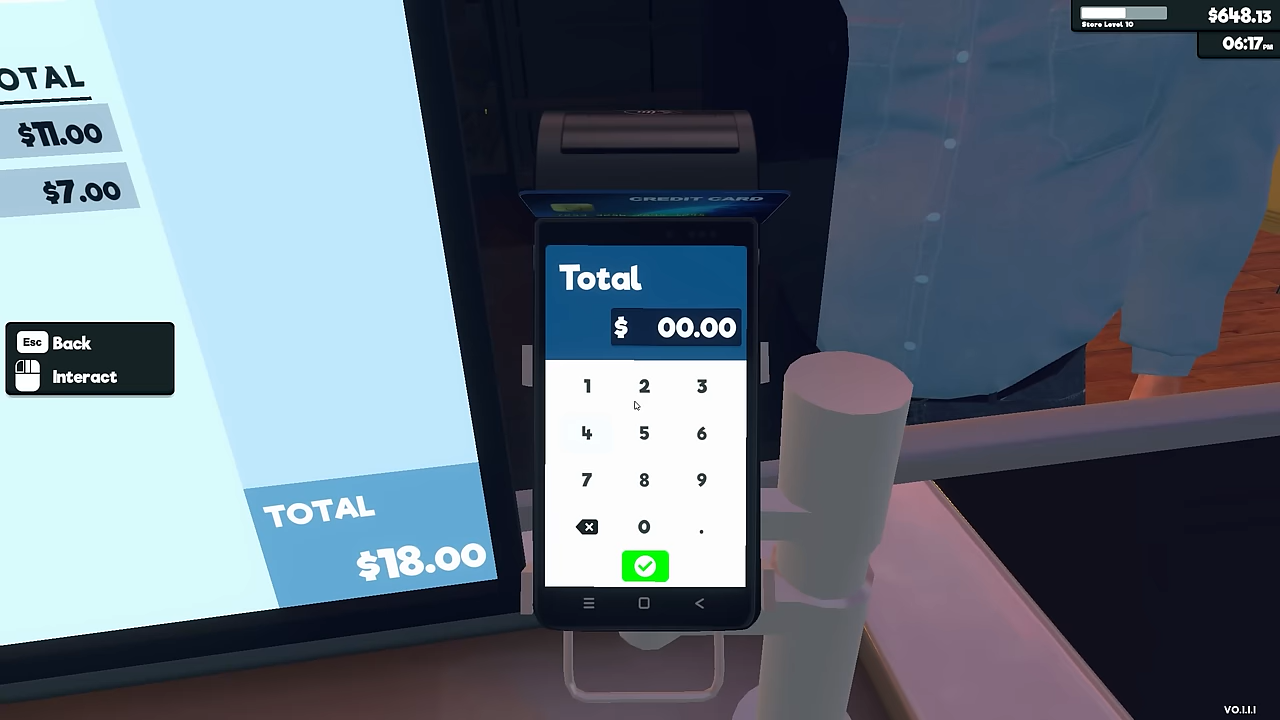 $648.13
Store Level 10
06:17PM
OTAL
$11.00
$7.00
CREDIT CARD
Total
$ 00.00
Esc Back
Interact
1 2 3
4 5 6
7 8 9
0 .
TOTAL
$18.00
V0.1.1.1